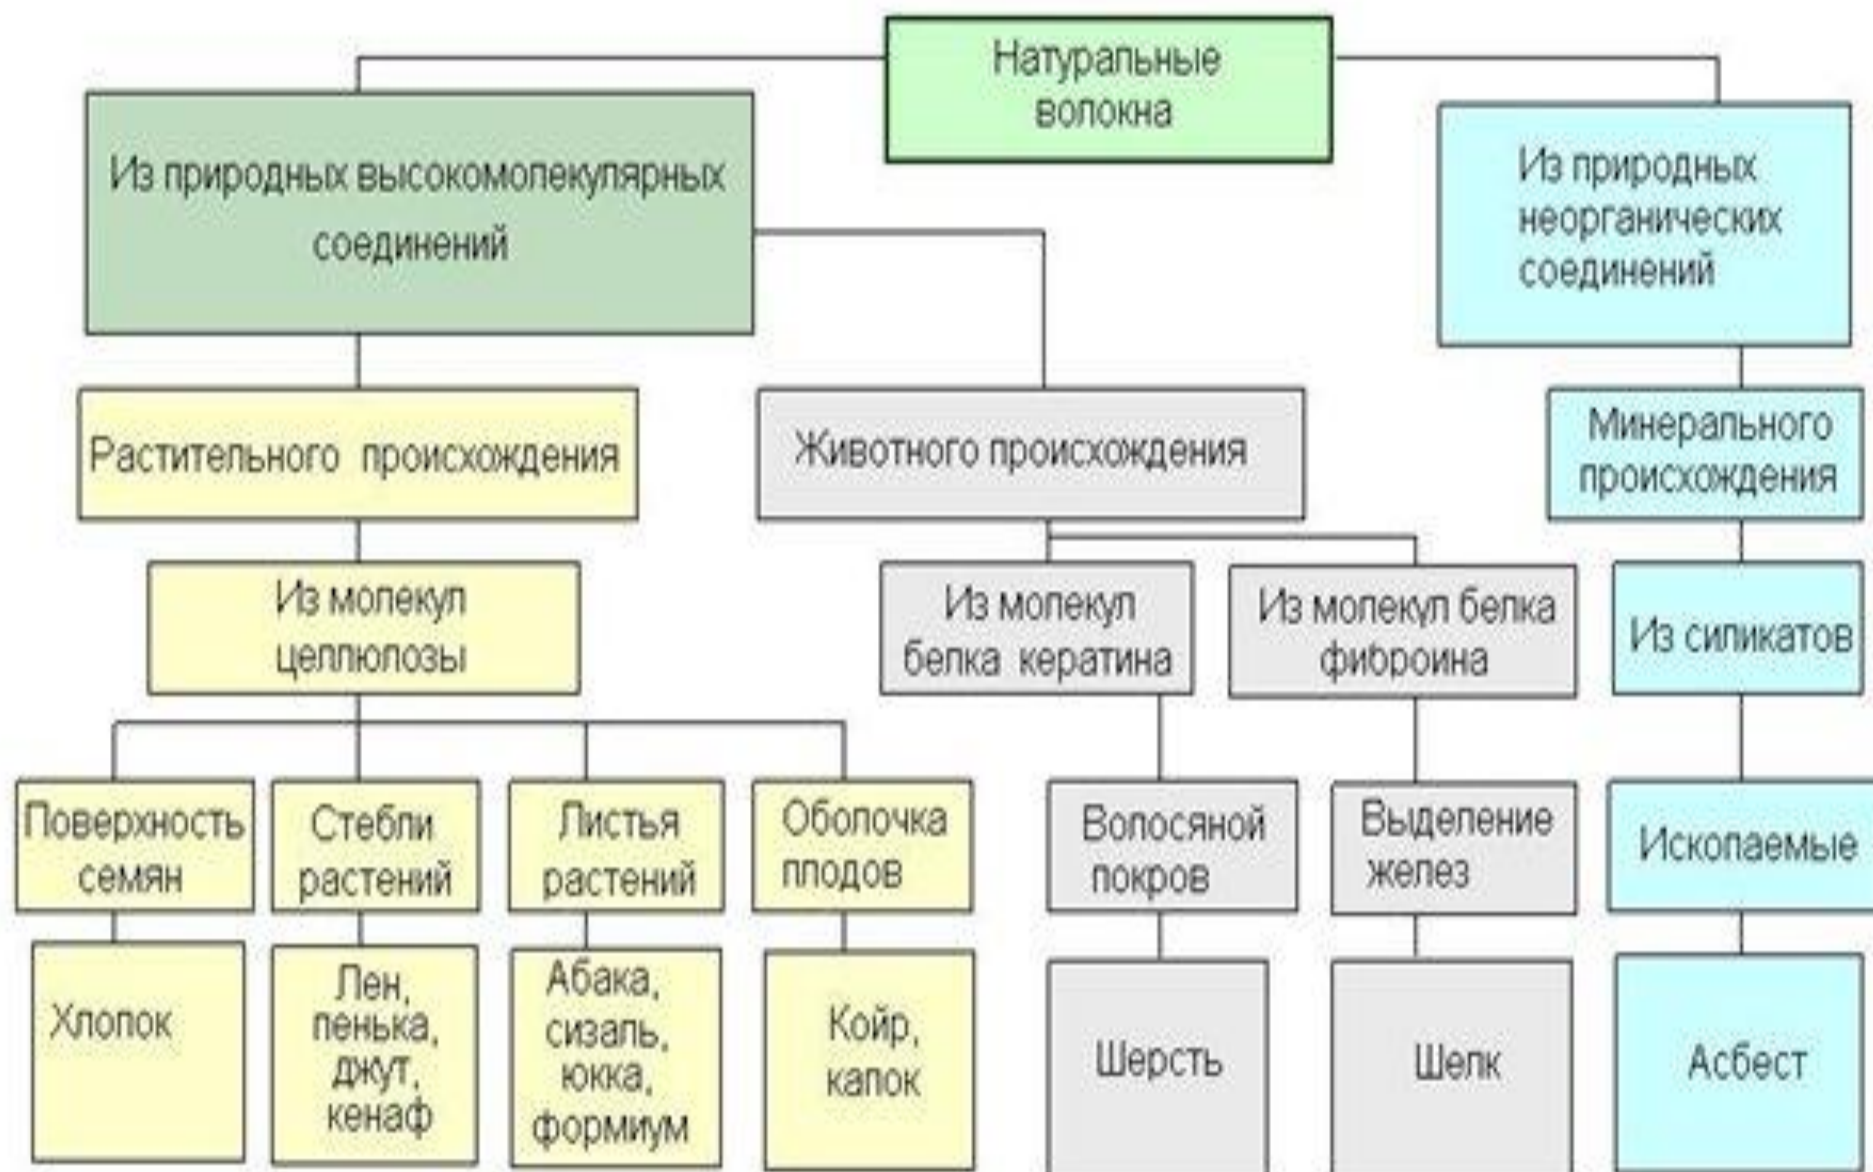 Натуральные
волокна
Из природных высокомолекулярных
соединений
Из природных
неорганических
соединений
Растительного происхождения
Животного происхождения
Минерального
происхождения
Из молекул
целлюлозы
Из молекул
белка кератина
Из молекул белка
фиброина
Из силикатов
Поверхность
семян
Стебли
растений
Листья
растений
Оболочка
плодов
Волосяной
покров
Выделение
желез
Ископаемые
Хлопок
Лен,
пенька,
джут,
кенаф
Абака,
сизаль,
юкка,
формиум
Койр,
капок
Шерсть
Шелк
Асбест